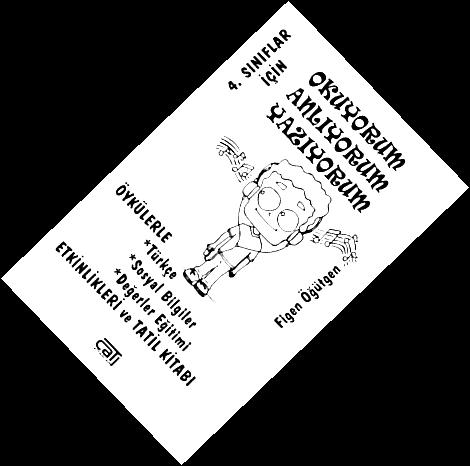 4. SINIFLAR
İÇİN
OKUYORUM
ANLIYORUM
YAZIYORUM
ÖYKÜLERLE
*Türkçe
*Sosyal Bilgiler
*Değerler Eğitimi
ETKİNLİKLERİ ve TATİL KİTABI
Figen Öğütgen
çatı